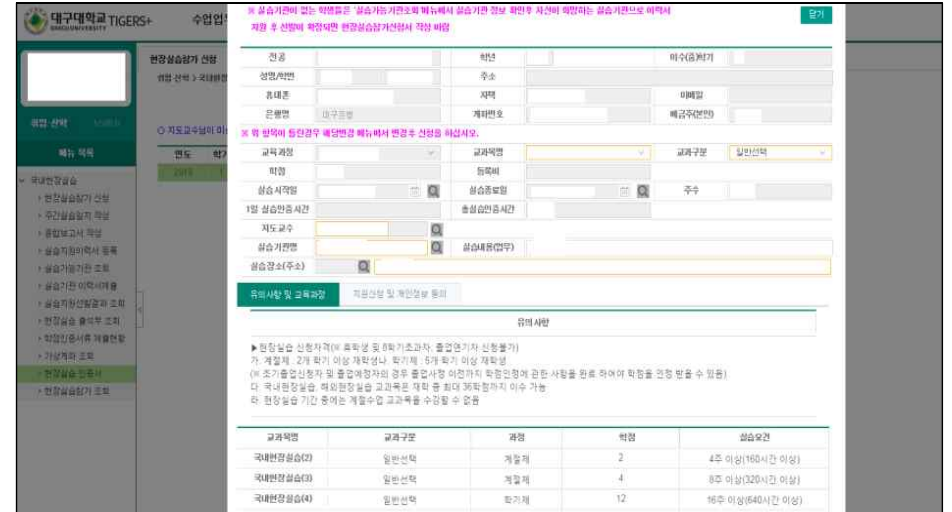 대구대학교 TIGERS+
DAEGU UNIVERSITY
수업업
※ 실습기관이 없는 학생들은 '실습가능기관조회 메뉴'에서 실습기관 정보 확인후 자신이 희망하는 실습기관으로 이력서
지원 후 선발이 확정되면 현장실습참가신청서 작성 바람
닫기
현장실습참가 신청
취업·산학
메뉴 목록
국내현장실습
현장실습참가 신청
주간실습일지 작성
종합보고서 작성
실습지원이력서 등록
실습가능기관 조회
실습기관 이력서제출
실습지원선발결과 조회
현장실습 출석부 조회
학점인증서류 제출현황
가상계좌 조회
현장실습 인증서
현장실습참가 조회
취업·산학 > 국내현장
지도교수님이 이
년도 학기
2019 1
전공 학년 이수(중)학기
성명/학번 주소
휴대폰 자택 이메일
은행명 대구은행 계좌번호 예금주(본인)
※ 위 항목이 틀린경우 해당변경 메뉴에서 변경후 신청을 하십시오.
교육과정 교과목명 교과구분 일반선택
학점 등록비
실습시작일 실습종료일 주수
1일 실습인증시간 총실습인증시간
지도교수
실습기관명 실습내용(업무)
실습장소(주소)
유의사항 및 교육과정 지원신청 및 개인정보 동의
유의사항
▶현장실습 신청자격(※ 휴학생 및 8학기초과자, 졸업연기자 신청불가)
가. 계절제 : 2개 학기 이상 재학생나. 학기제 : 5개 학기 이상 재학생
(※ 조기졸업신청자 및 졸업예정자의 경우 졸업사정 이전까지 학점인정에 관한 사항을 완료 하여야 학점을 인정 받을 수 있음)
다. 국내현장실습, 해외현장실습 교과목은 재학 중 최대 36학점까지 이수 가능
라. 현장실습 기간 중에는 계절수업 교과목을 수강할 수 없음
교과목명 교과구분 과정 학점 실습요건
국내현장실습(2) 일반선택 계절제 2 4주 이상(160시간 이상)
국내현장실습(3) 일반선택 계절제 4 8주 이상(320시간 이상)
국내현장실습(4) 일반선택 학기제 12 16주 이상(640시간 이상)